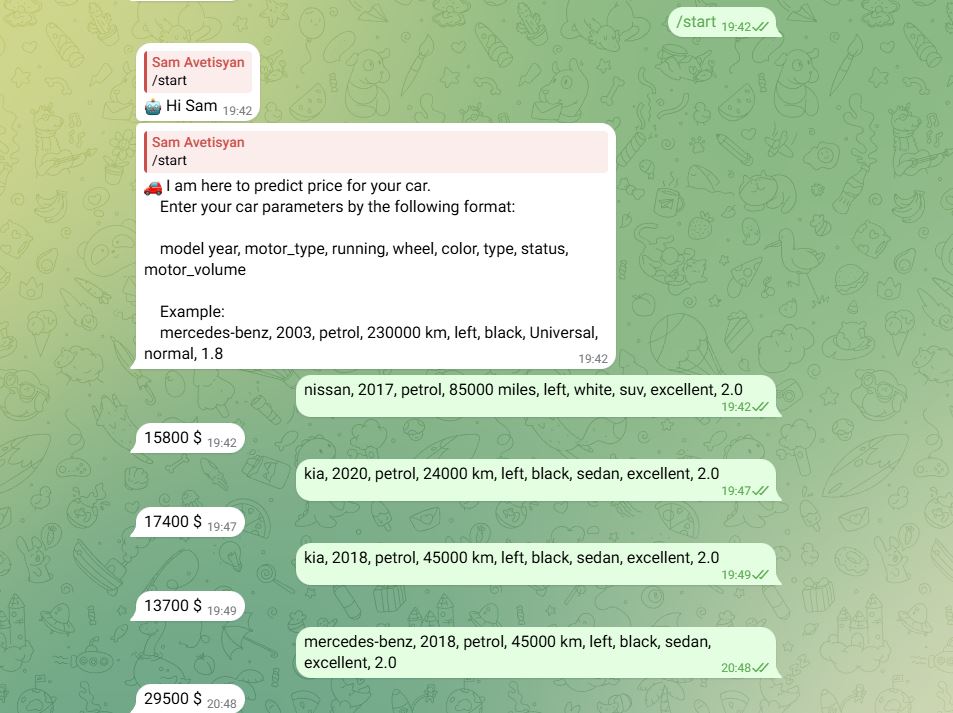 /start 19:42
Sam Avetisyan
/start
🤖 Hi Sam 19:42
Sam Avetisyan
/start
🚗 I am here to predict price for your car.
Enter your car parameters by the following format:
model year, motor_type, running, wheel, color, type, status,
motor_volume
Example:
mercedes-benz, 2003, petrol, 230000 km, left, black, Universal,
normal, 1.8 19:42
nissan, 2017, petrol, 85000 miles, left, white, suv, excellent, 2.0
19:42
15800 $ 19:42
kia, 2020, petrol, 24000 km, left, black, sedan, excellent, 2.0
19:47
17400 $ 19:47
kia, 2018, petrol, 45000 km, left, black, sedan, excellent, 2.0
19:49
13700 $ 19:49
mercedes-benz, 2018, petrol, 45000 km, left, black, sedan,
excellent, 2.0 20:48
29500 $ 20:48